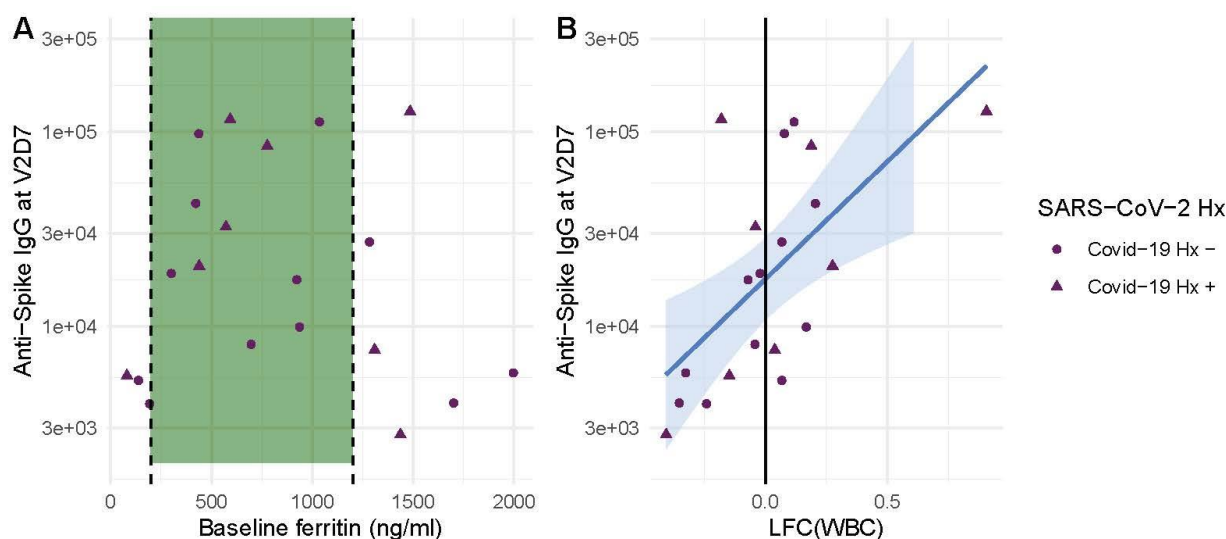 A
Anti-Spike IgG at V2D7
3e+05
1e+05
3e+04
1e+04
3e+03
0 500 1000 1500 2000
Baseline ferritin (ng/ml)
B
Anti-Spike IgG at V2D7
3e+05
1e+05
3e+04
1e+04
3e+03
0.0 0.5
LFC(WBC)
SARS−CoV−2 Hx
Covid−19 Hx −
Covid−19 Hx +